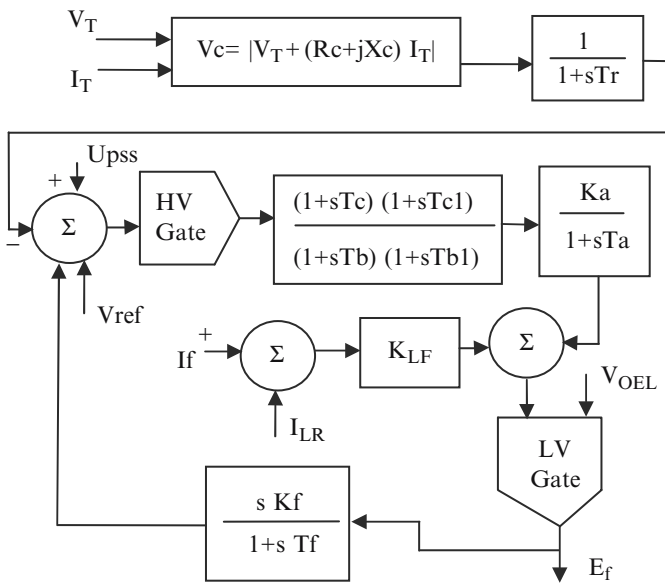 V_T
I_T
Vc= |V_T + (Rc+jXc) I_T|
1
1+sTr
+
Upss
Σ
−
Vref
HV
Gate
(1+sTc) (1+sTc1)
(1+sTb) (1+sTb1)
Ka
1+sTa
+
If
Σ
I_LR
K_LF
Σ
V_OEL
LV
Gate
s Kf
1+s Tf
E_f